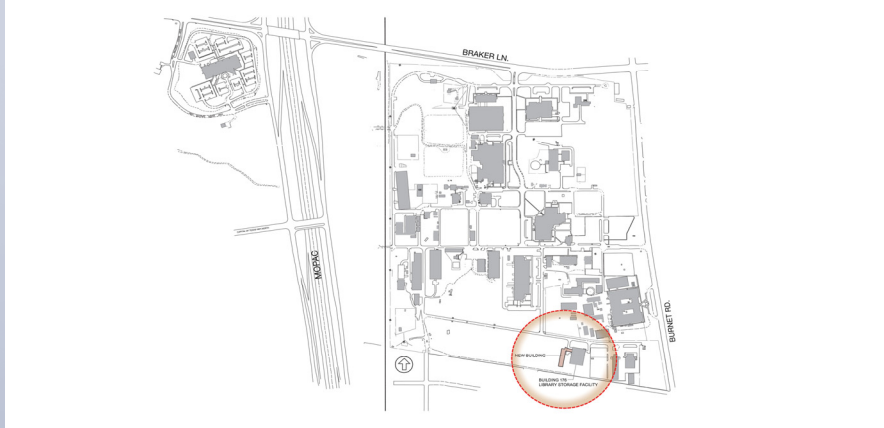 BRAKER LN.
MOPAC
BURNET RD.
NEW BUILDING
BUILDING 176
LIBRARY STORAGE FACILITY